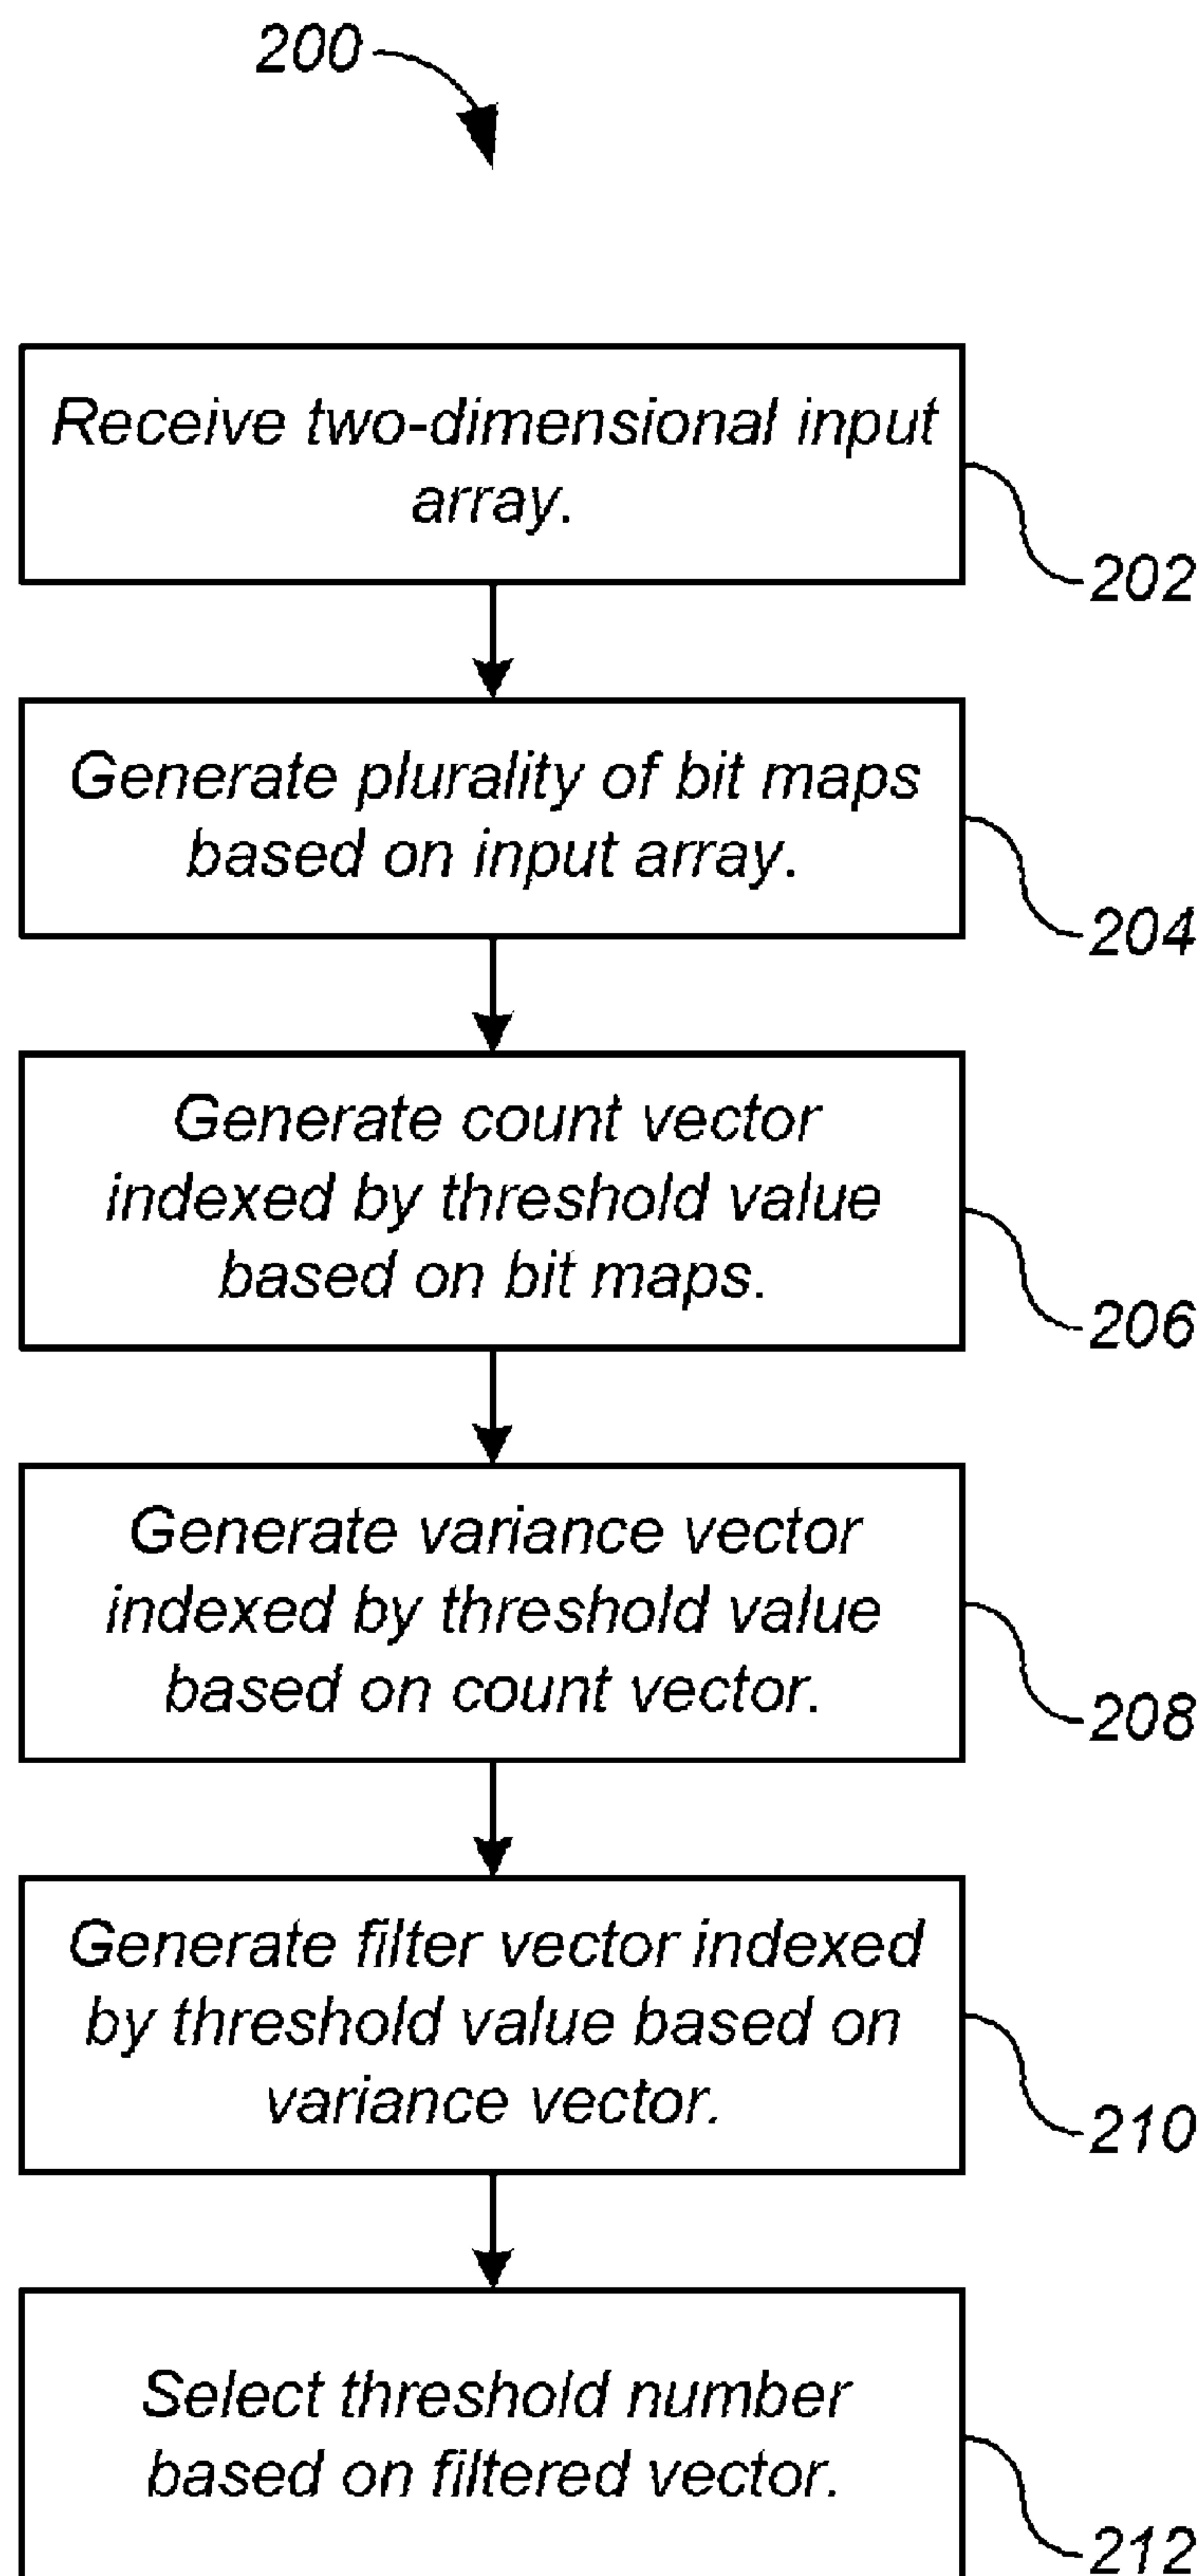 200
Receive two-dimensional input
array.
202
Generate plurality of bit maps
based on input array.
204
Generate count vector
indexed by threshold value
based on bit maps.
206
Generate variance vector
indexed by threshold value
based on count vector.
208
Generate filter vector indexed
by threshold value based on
variance vector.
210
Select threshold number
based on filtered vector.
212